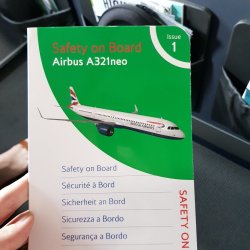 Safety on Board
Airbus A321neo
Issue
1
Safety on Board
Sécurité à Bord
Sicherheit an Bord
Sicurezza a Bordo
Segurança a Bordo
SAFETY ON